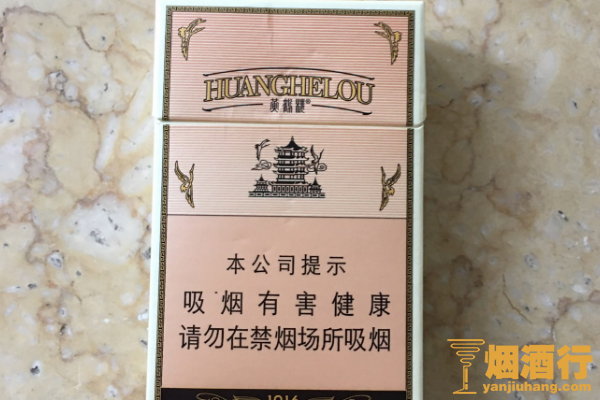 HUANGHELOU
黄鹤楼®
本公司提示
吸烟有害健康
请勿在禁烟场所吸烟
1916
烟酒行
yanjiuhang.com